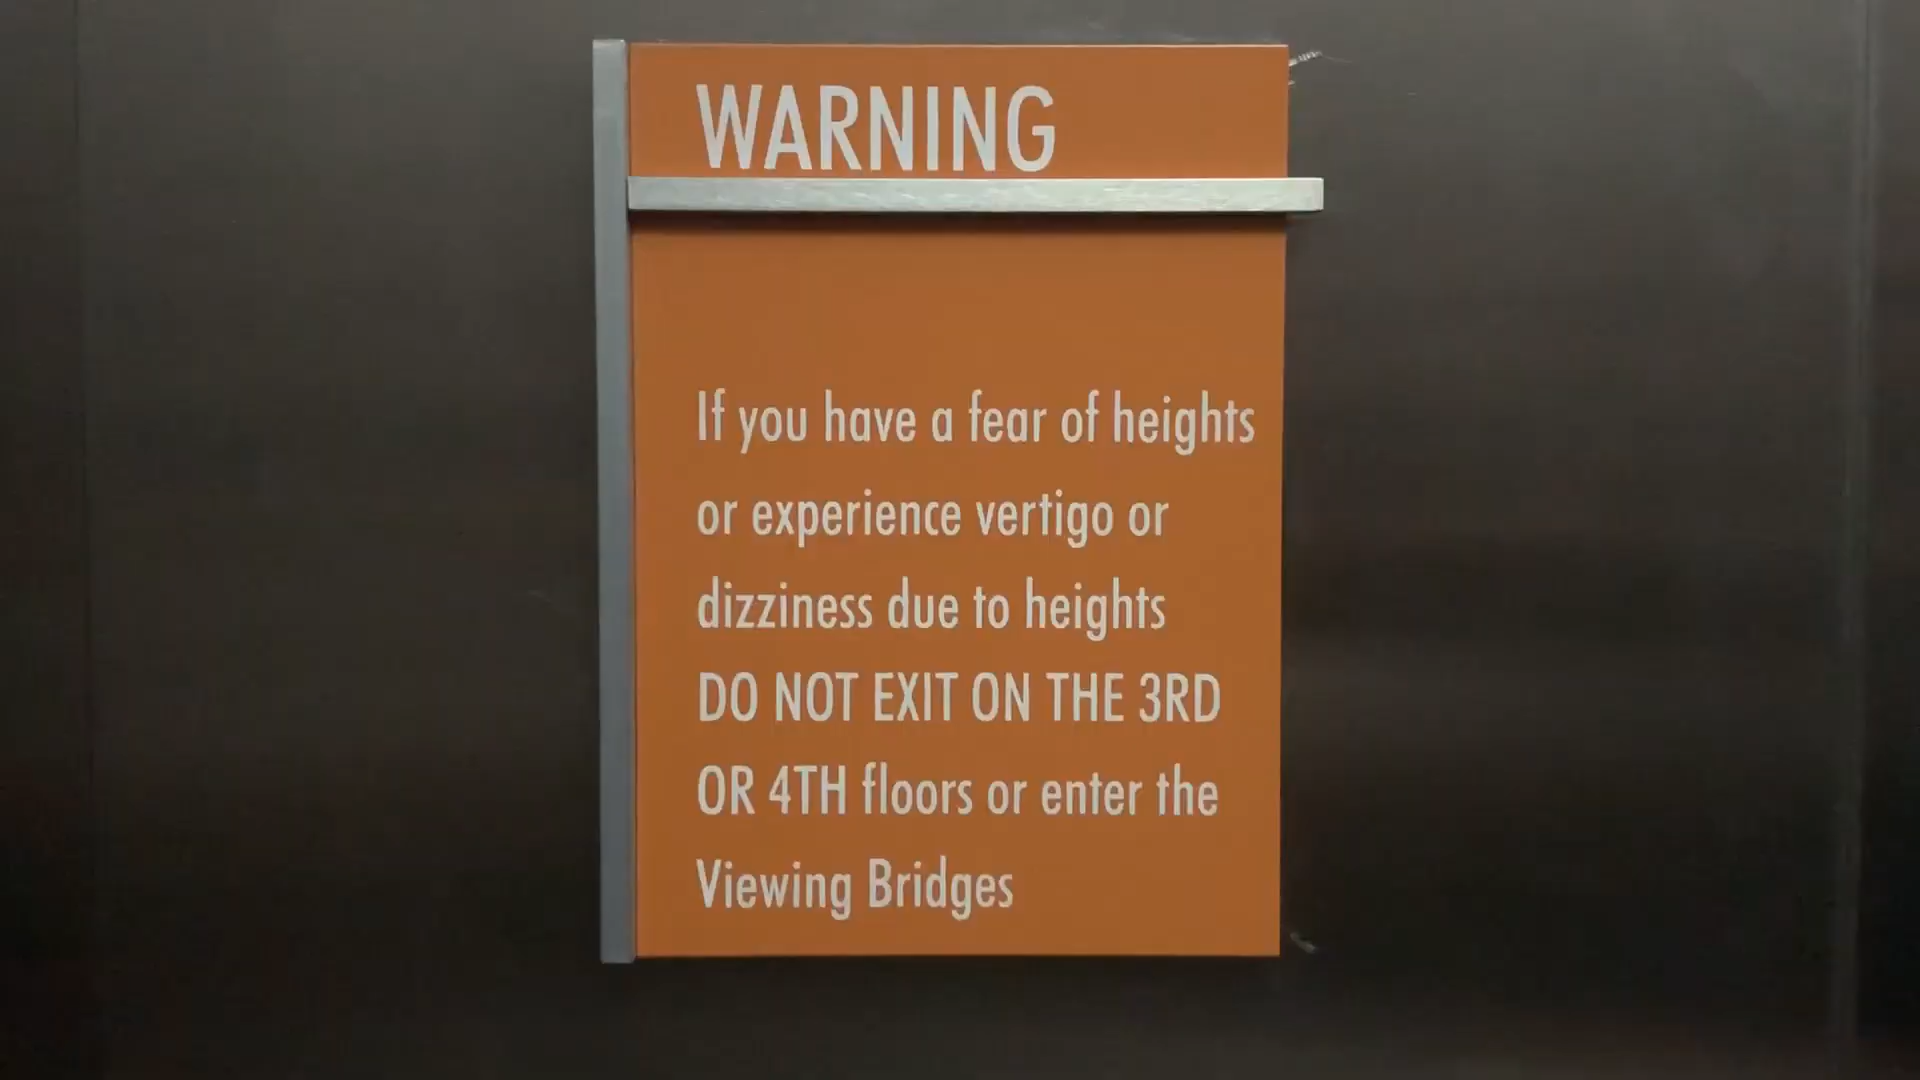 WARNING
If you have a fear of heights
or experience vertigo or
dizziness due to heights
DO NOT EXIT ON THE 3RD
OR 4TH floors or enter the
Viewing Bridges